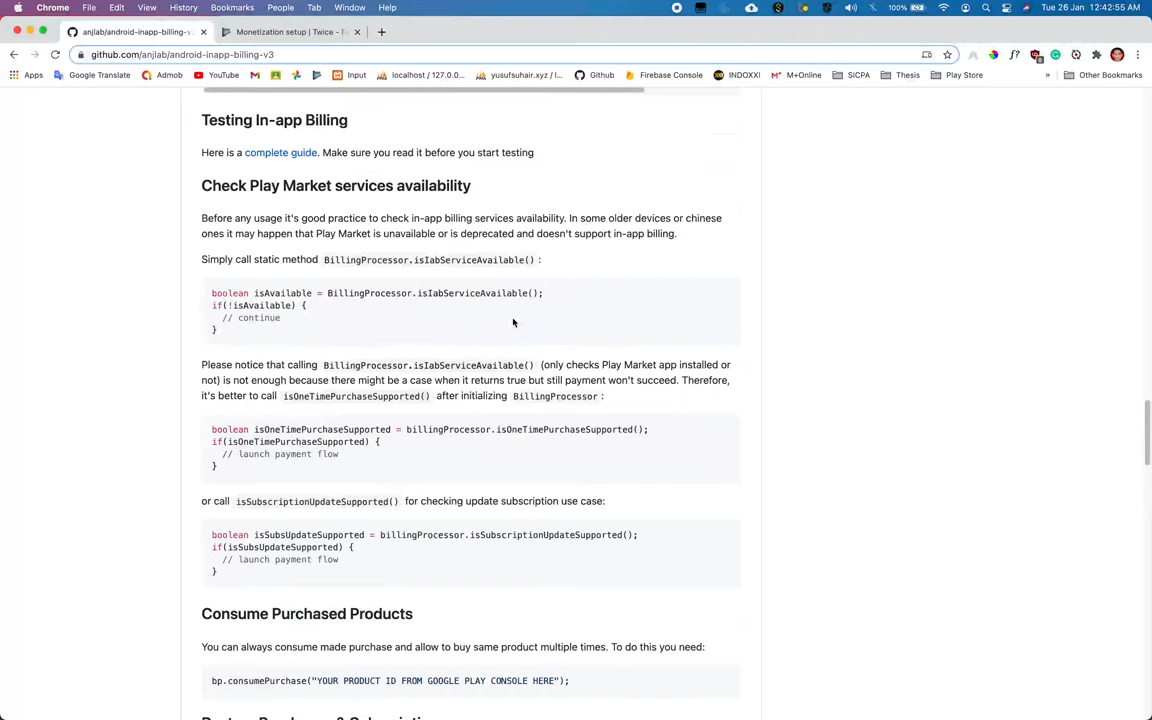 Chrome File Edit View History Bookmarks People Tab Window Help 100% Tue 26 Jan 12:42:55
anjlab/android-inapp-billing-v3 Monetization setup | Twice - F
github.com/anjlab/android-inapp-billing-v3
Apps Google Translate Admob YouTube Input localhost / 127.0.0... yusufsuhair.xyz / l... Github Firebase Console INDOXXI M+Online SICPA Thesis Play Store » Other Bookmarks
Testing In-app Billing
Here is a complete guide. Make sure you read it before you start testing
Check Play Market services availability
Before any usage it's good practice to check in-app billing services availability. In some older devices or chinese
ones it may happen that Play Market is unavailable or is deprecated and doesn't support in-app billing.
Simply call static method BillingProcessor.isIabServiceAvailable() :
boolean isAvailable = BillingProcessor.isIabServiceAvailable();
if(!isAvailable) {
// continue
}
Please notice that calling BillingProcessor.isIabServiceAvailable() (only checks Play Market app installed or
not) is not enough because there might be a case when it returns true but still payment won't succeed. Therefore,
it's better to call isOneTimePurchaseSupported() after initializing BillingProcessor :
boolean isOneTimePurchaseSupported = billingProcessor.isOneTimePurchaseSupported();
if(isOneTimePurchaseSupported) {
// launch payment flow
}
or call isSubscriptionUpdateSupported() for checking update subscription use case:
boolean isSubsUpdateSupported = billingProcessor.isSubscriptionUpdateSupported();
if(isSubsUpdateSupported) {
// launch payment flow
}
Consume Purchased Products
You can always consume made purchase and allow to buy same product multiple times. To do this you need:
bp.consumePurchase("YOUR PRODUCT ID FROM GOOGLE PLAY CONSOLE HERE");